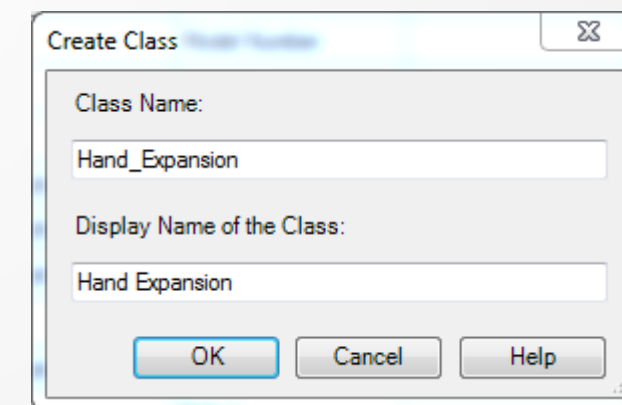 Create Class
Class Name:
Hand_Expansion
Display Name of the Class:
Hand Expansion
OK Cancel Help